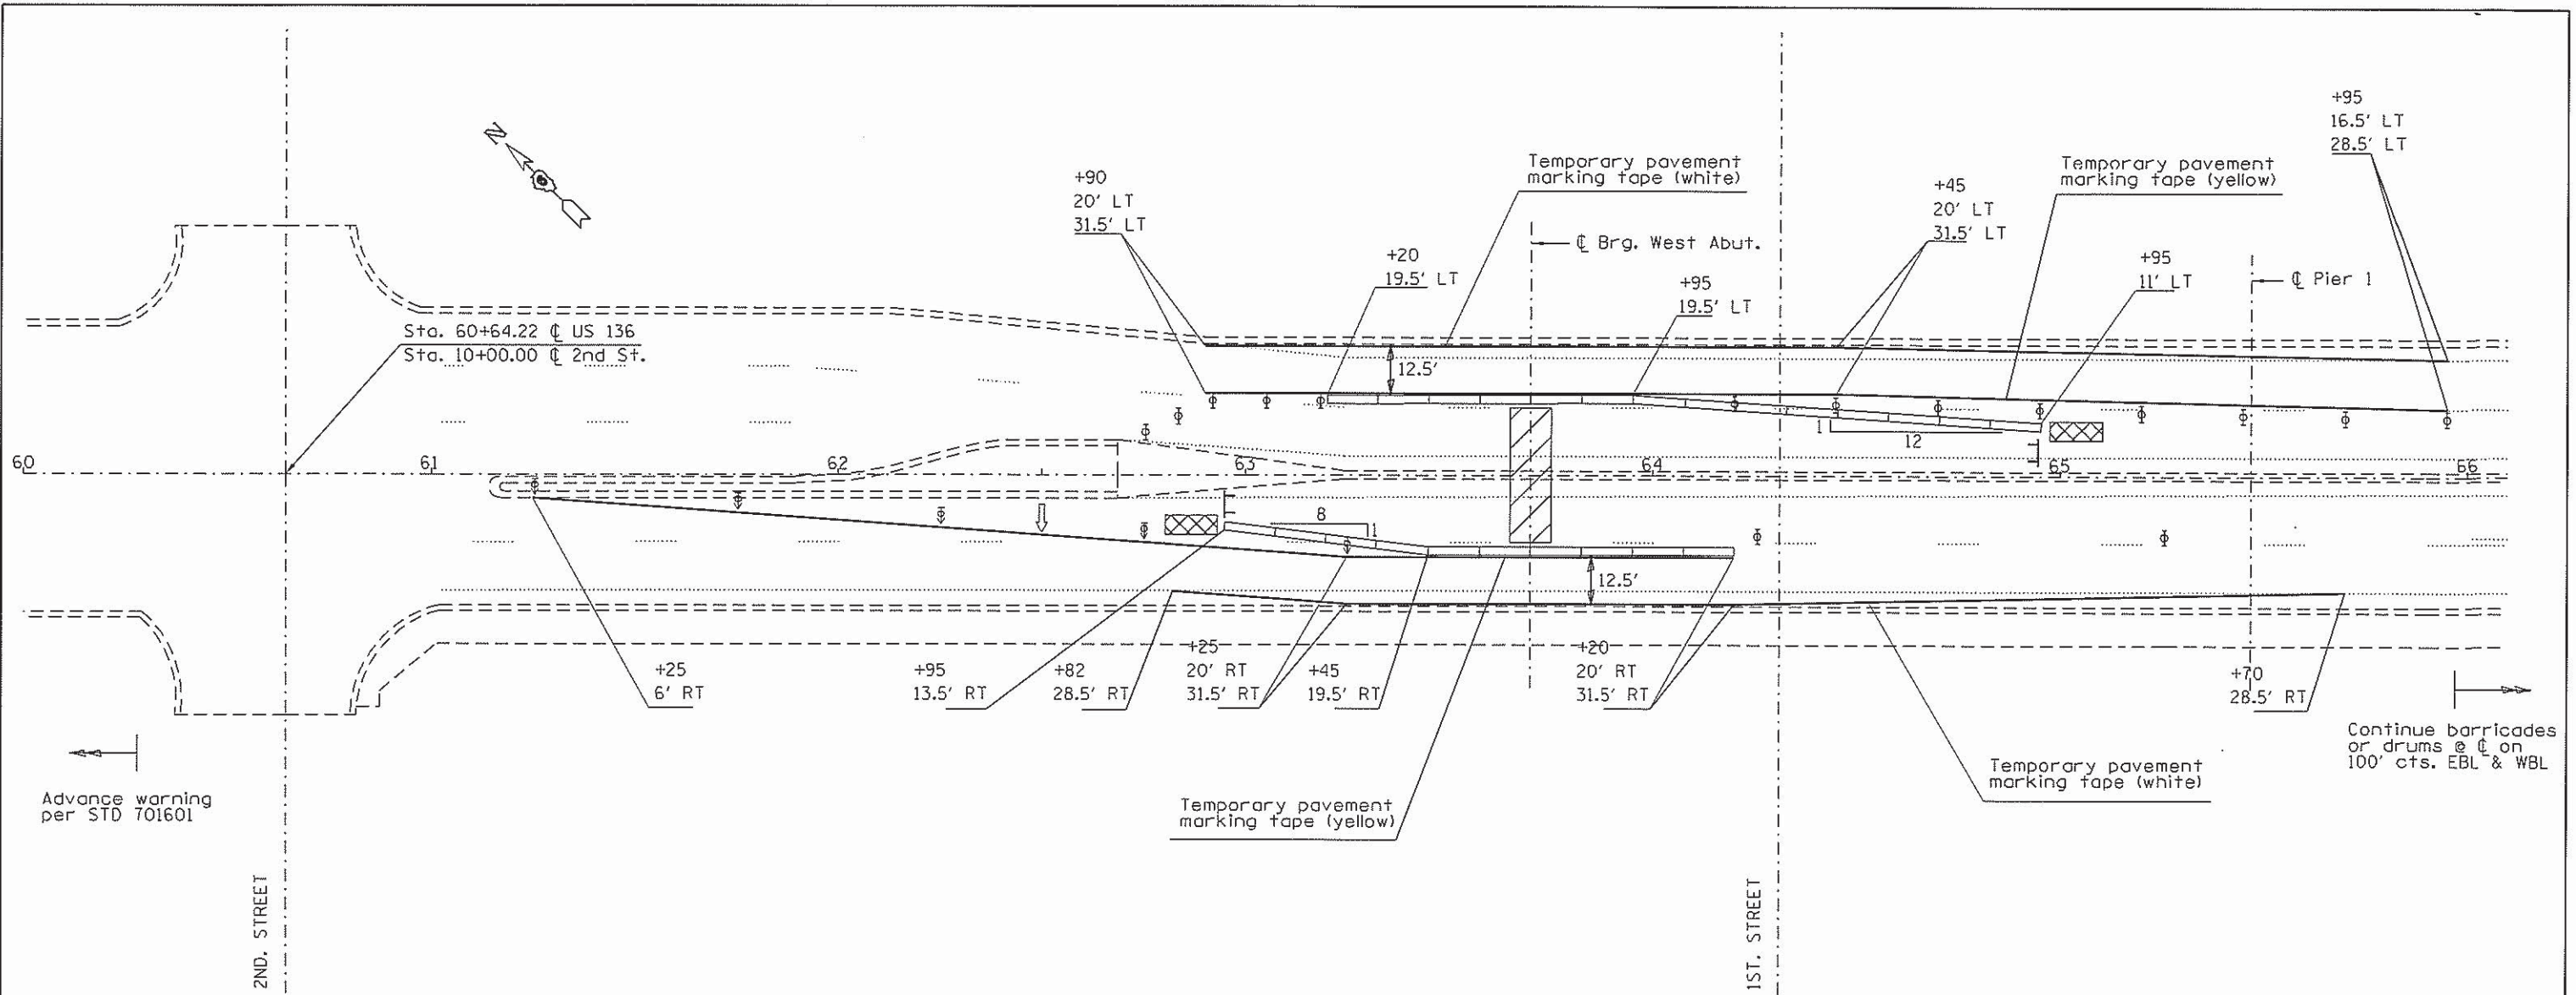 +95
16.5' LT
28.5' LT
Temporary pavement
marking tape (white)
Temporary pavement
marking tape (yellow)
+90
20' LT
31.5' LT
+45
20' LT
31.5' LT
N
℄ Brg. West Abut.
+20
19.5' LT
+95
19.5' LT
+95
11' LT
℄ Pier 1
Sta. 60+64.22 ℄ US 136
Sta. 10+00.00 ℄ 2nd St.
12.5'
1
12
60
61
62
63
64
65
66
8
1
12.5'
+25
6' RT
+95
13.5' RT
+82
28.5' RT
+25
20' RT
31.5' RT
+45
19.5' RT
+20
20' RT
31.5' RT
+70
28.5' RT
Continue barricades
or drums @ ℄ on
100' cts. EBL & WBL
Advance warning
per STD 701601
Temporary pavement
marking tape (white)
Temporary pavement
marking tape (yellow)
2ND. STREET
1ST. STREET